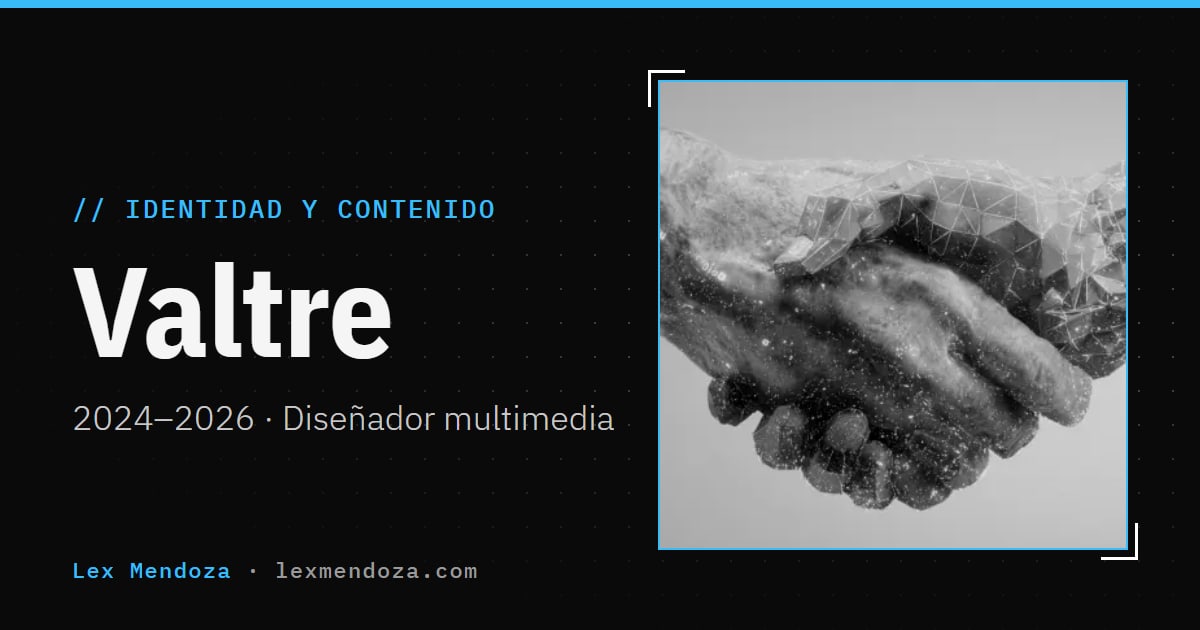 // IDENTIDAD Y CONTENIDO
Valtre
2024–2026 · Diseñador multimedia
Lex Mendoza · lexmendoza.com